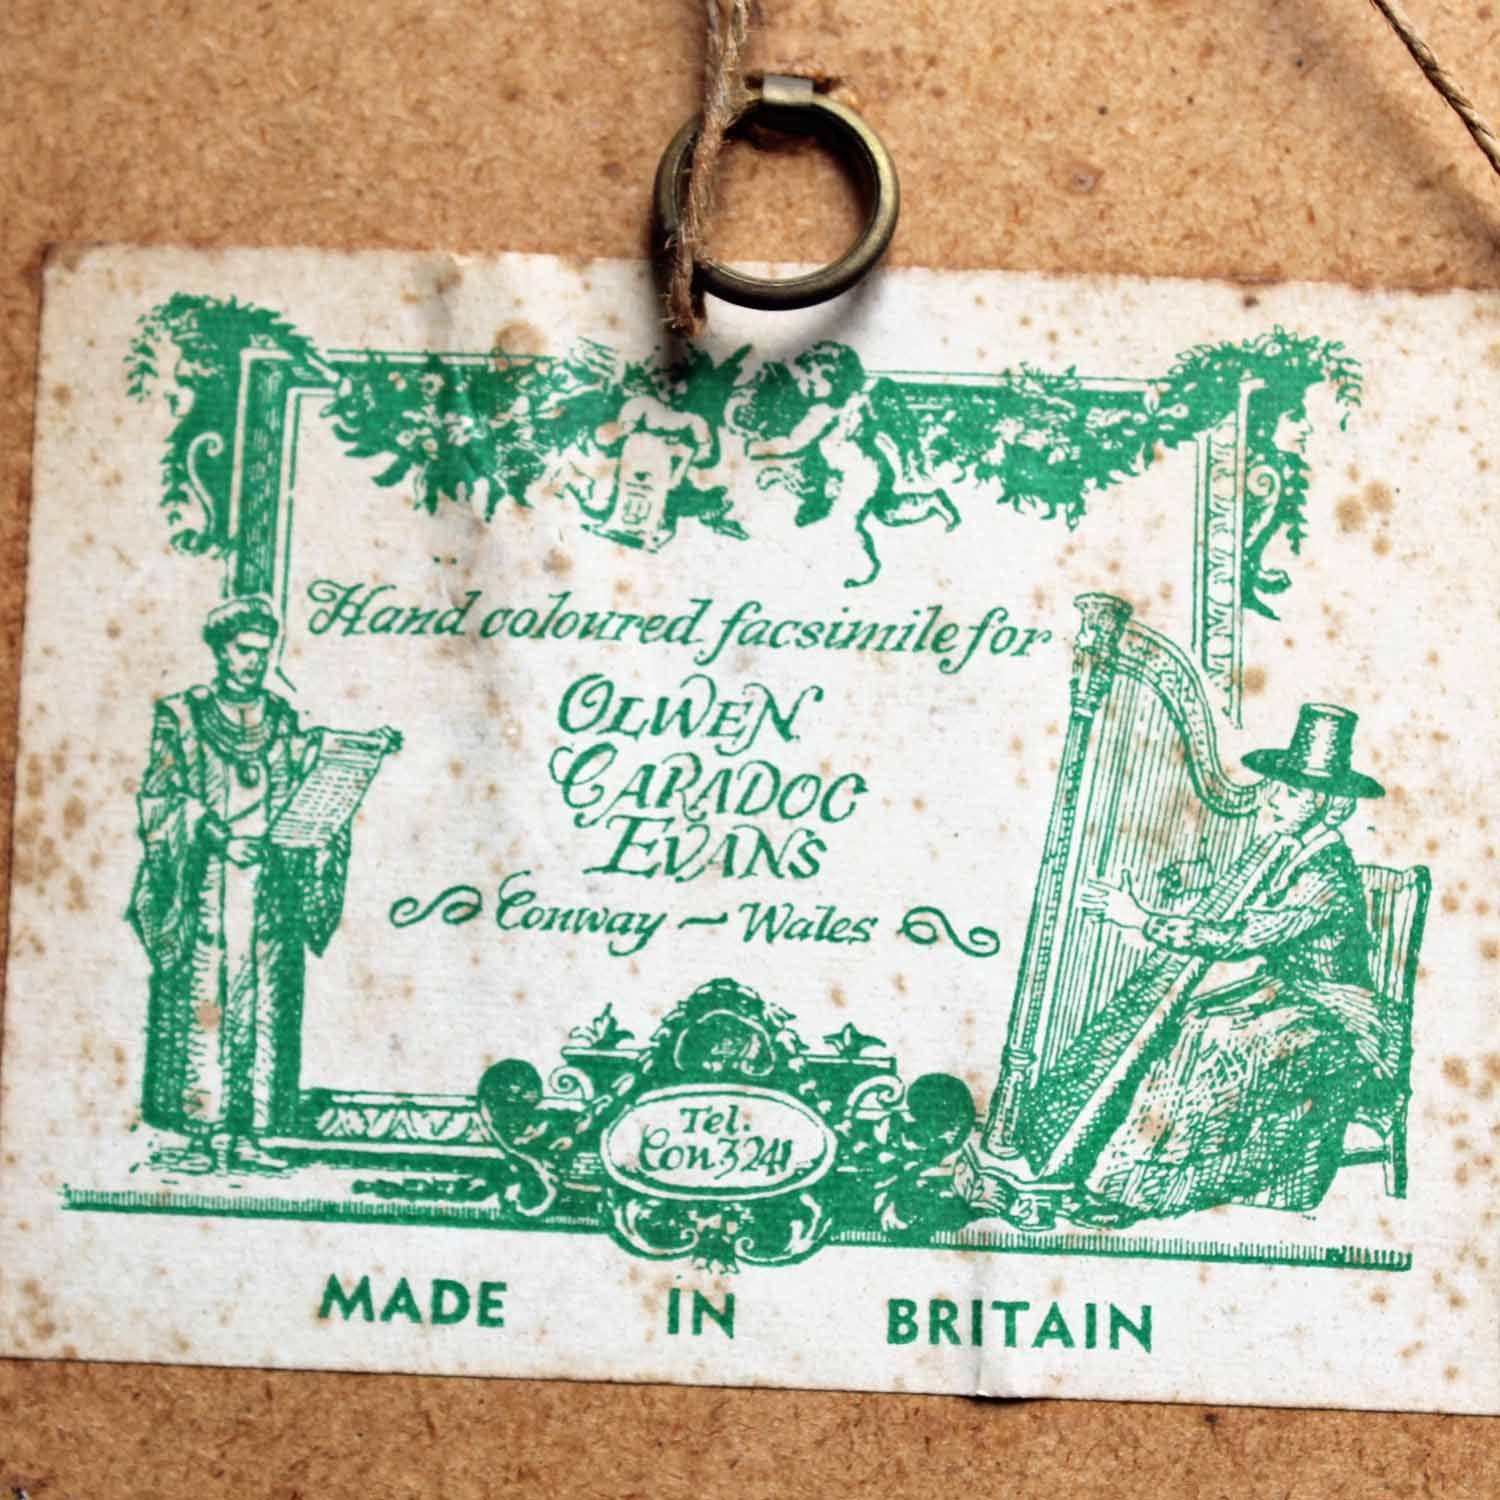 Hand coloured facsimile for
OLWEN
CARADOC
EVANS
Conway – Wales
Tel:
Con. 3241
MADE IN BRITAIN